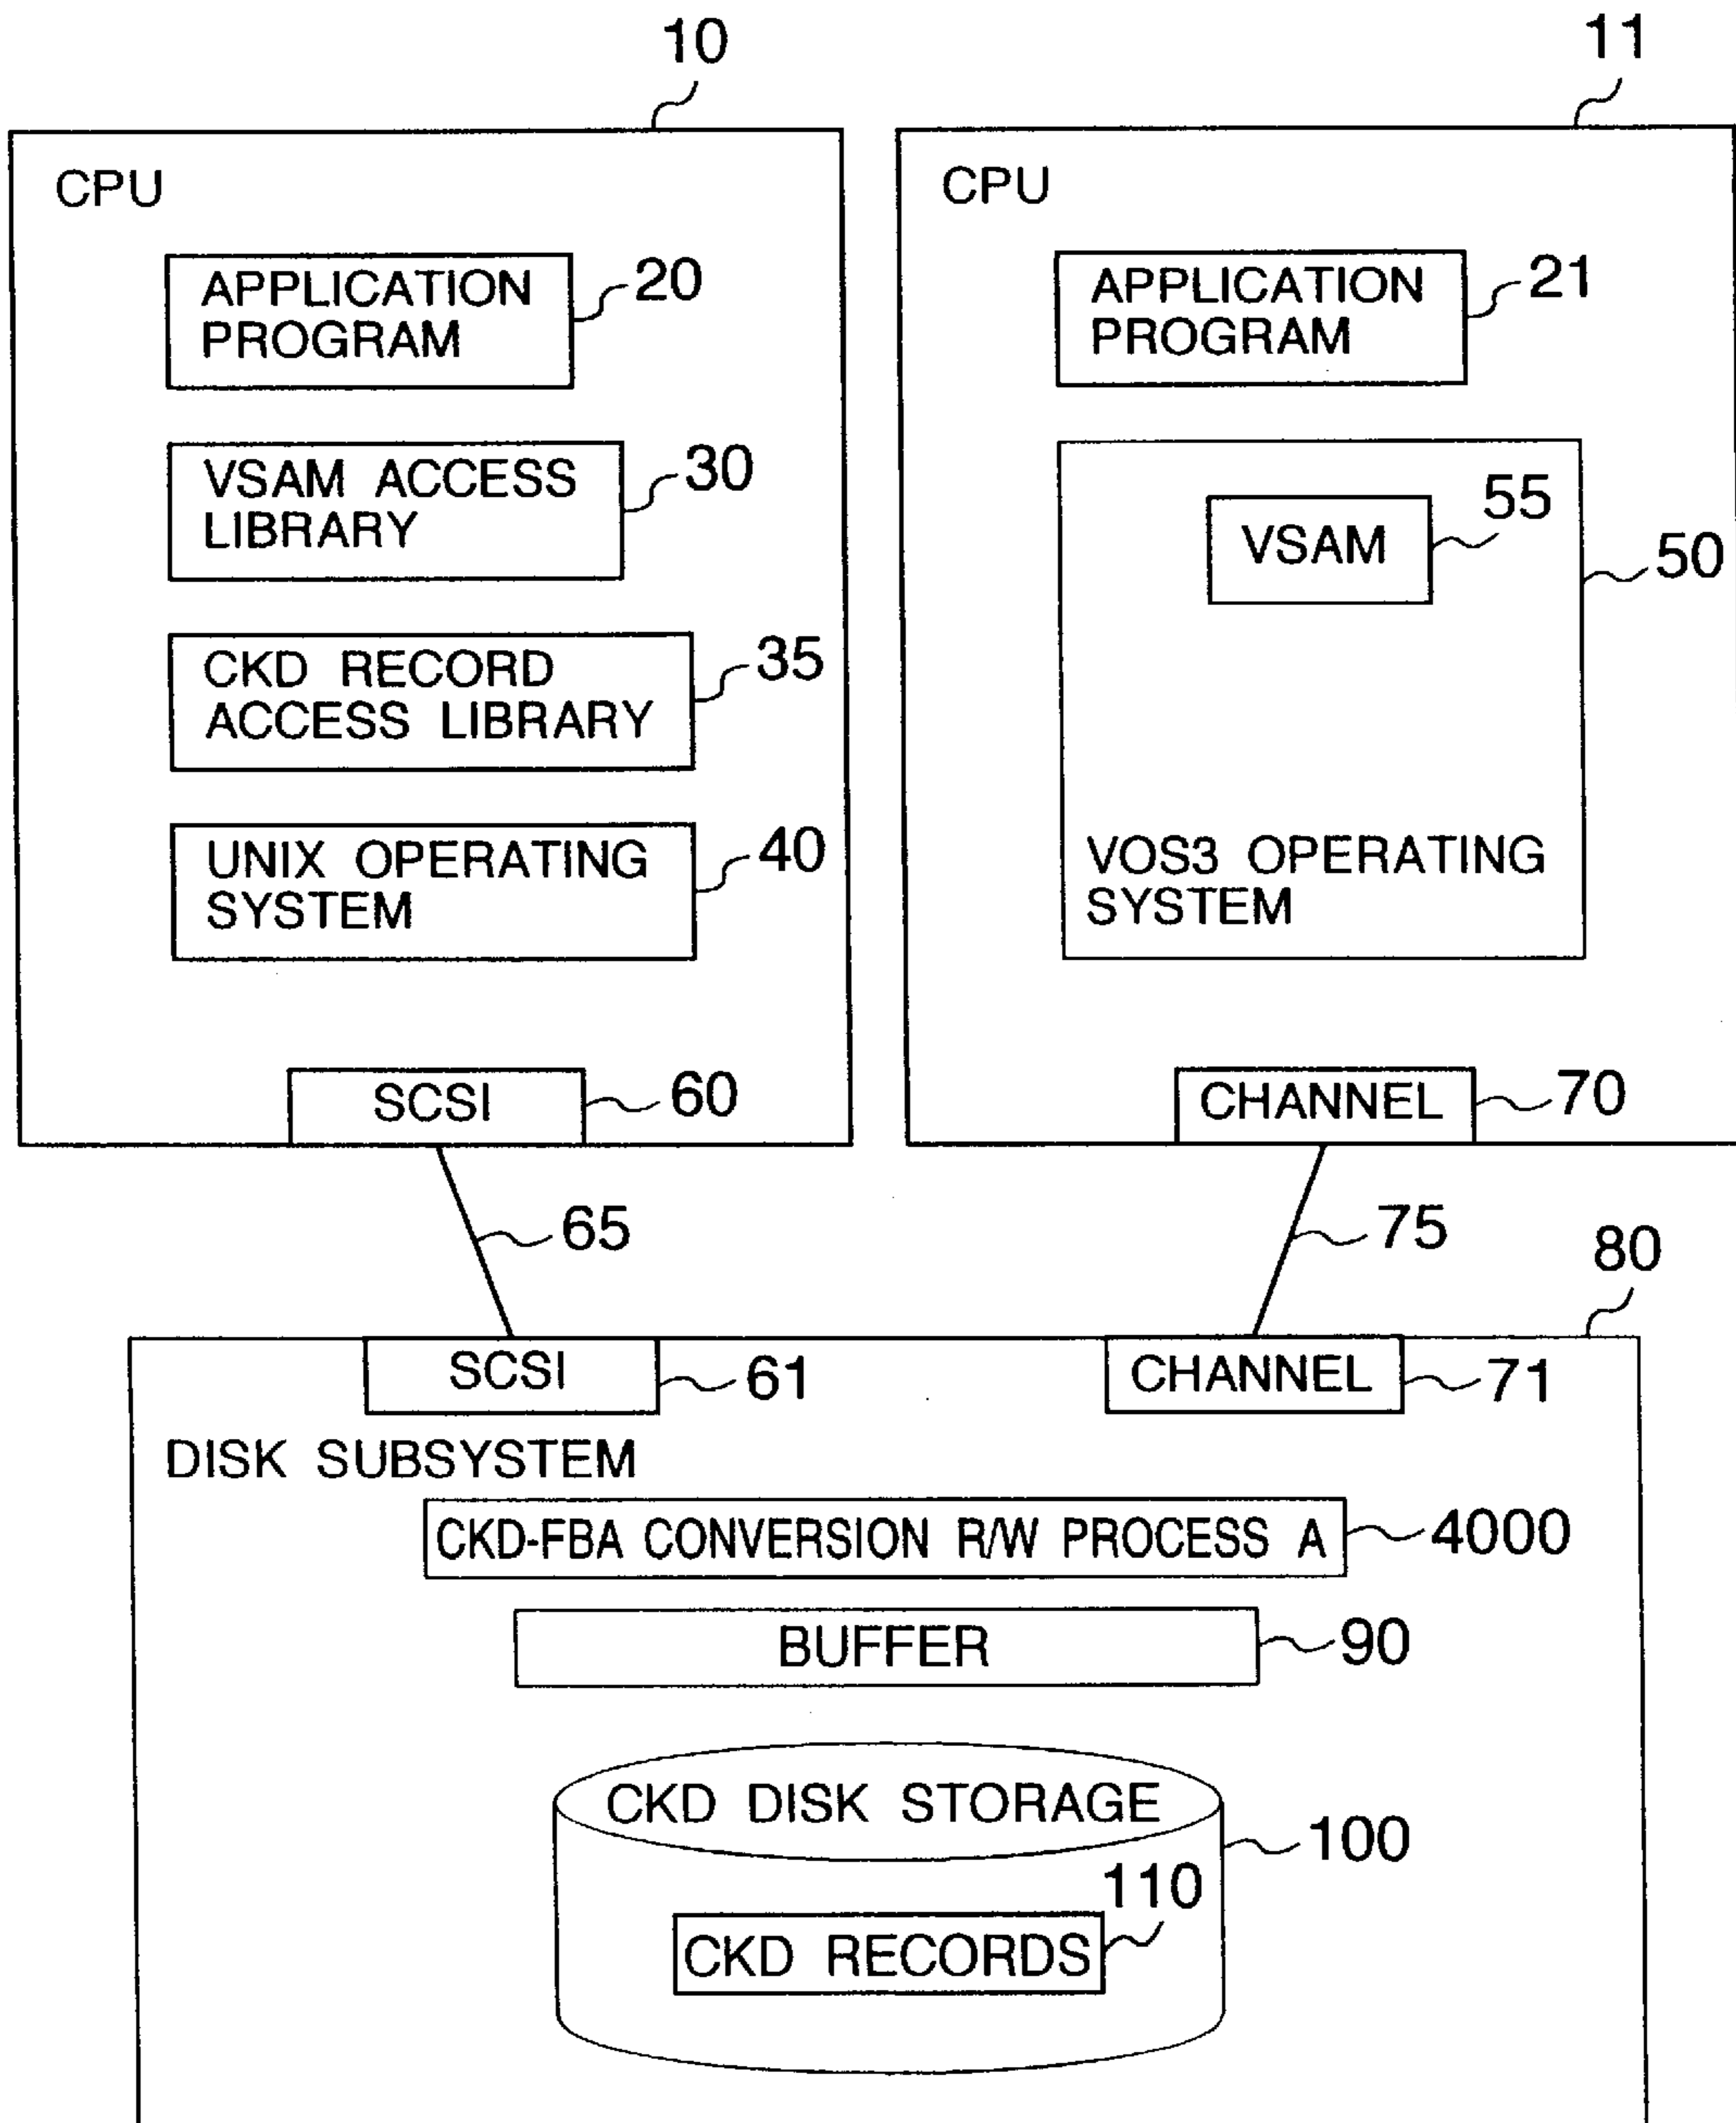 10
11
CPU
APPLICATION
PROGRAM
20
VSAM ACCESS
LIBRARY
30
CKD RECORD
ACCESS LIBRARY
35
UNIX OPERATING
SYSTEM
40
SCSI
60
CPU
APPLICATION
PROGRAM
21
VSAM
55
50
VOS3 OPERATING
SYSTEM
CHANNEL
70
65
75
80
SCSI
61
CHANNEL
71
DISK SUBSYSTEM
CKD-FBA CONVERSION R/W PROCESS A
4000
BUFFER
90
CKD DISK STORAGE
100
110
CKD RECORDS